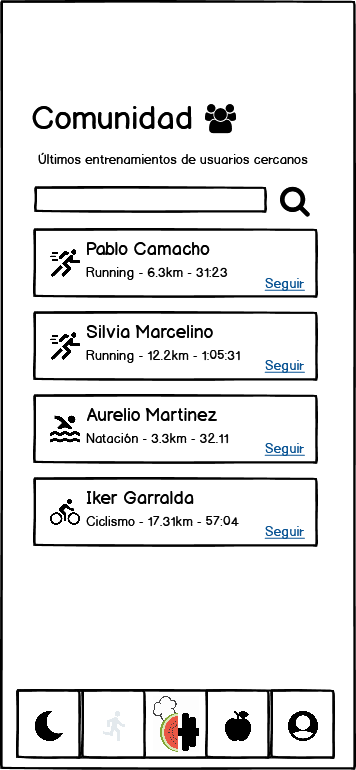 Comunidad
Últimos entrenamientos de usuarios cercanos
Pablo Camacho
Running - 6.3km - 31:23
Seguir
Silvia Marcelino
Running - 12.2km - 1:05:31
Seguir
Aurelio Martinez
Natación - 3.3km - 32.11
Seguir
Iker Garralda
Ciclismo - 17.31km - 57:04
Seguir